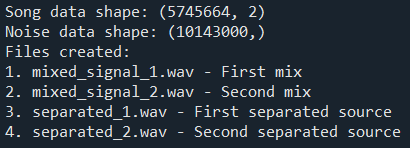 Song data shape: (5745664, 2)
Noise data shape: (10143000,)
Files created:
1. mixed_signal_1.wav - First mix
2. mixed_signal_2.wav - Second mix
3. separated_1.wav - First separated source
4. separated_2.wav - Second separated source